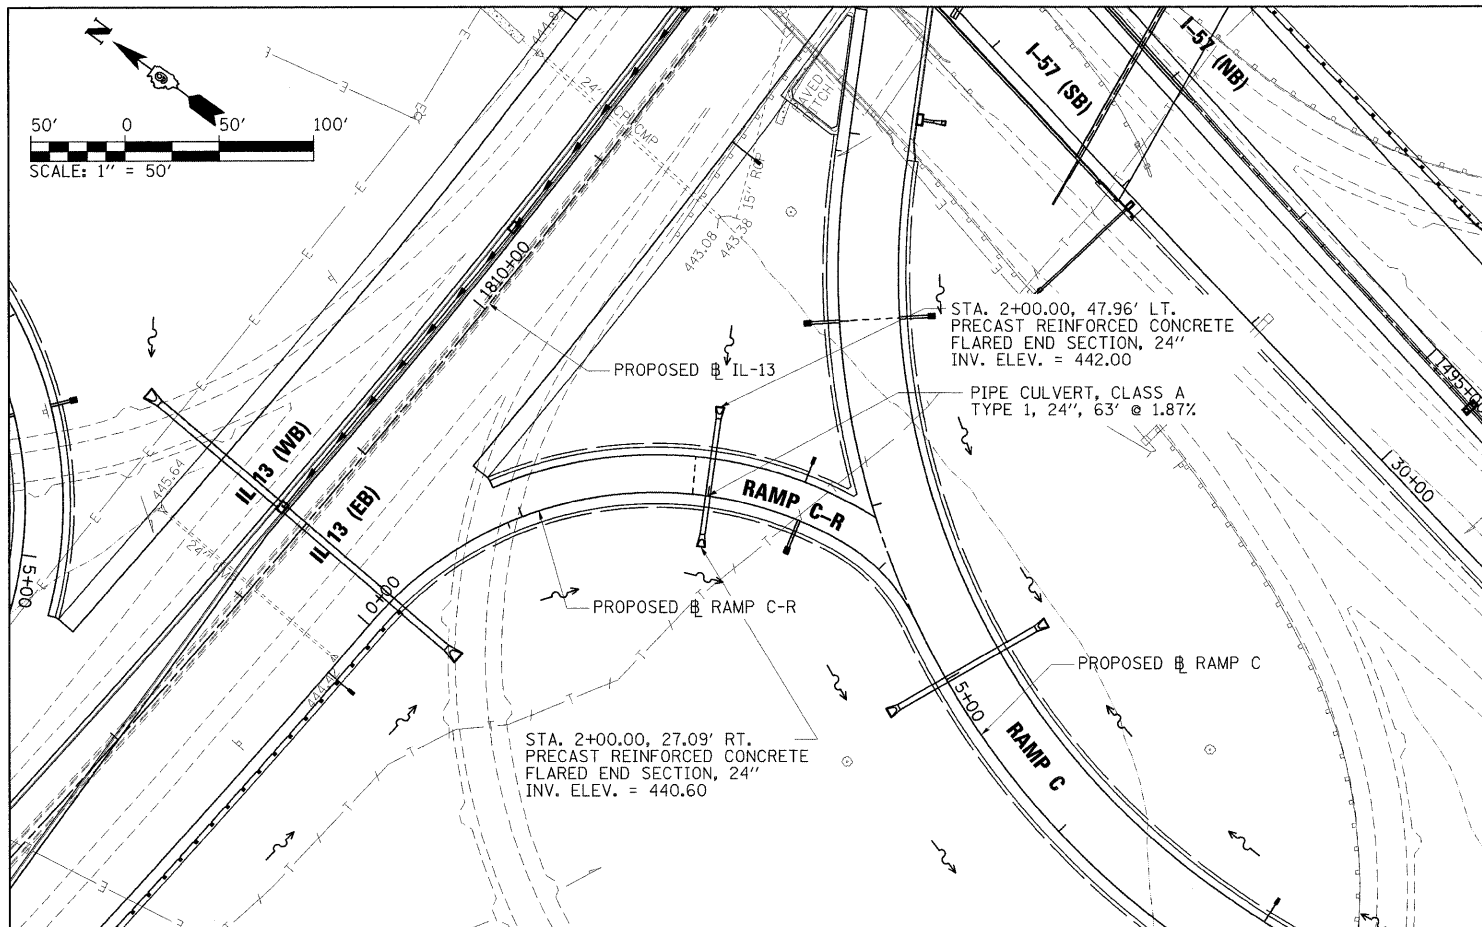 N
50' 0 50' 100'
SCALE: 1" = 50'
444.8
24"
443.08
443.38 15" RCP
I-57 (SB)
I-57 (NB)
1810+00
PROPOSED ℄ IL-13
STA. 2+00.00, 47.96' LT.
PRECAST REINFORCED CONCRETE
FLARED END SECTION, 24"
INV. ELEV. = 442.00
PIPE CULVERT, CLASS A
TYPE 1, 24", 63' @ 1.87%
30+00
IL 13 (WB)
IL 13 (EB)
445.64
24"
5+00
0+00
RAMP C-R
PROPOSED ℄ RAMP C-R
PROPOSED ℄ RAMP C
5+00
RAMP C
STA. 2+00.00, 27.09' RT.
PRECAST REINFORCED CONCRETE
FLARED END SECTION, 24"
INV. ELEV. = 440.60